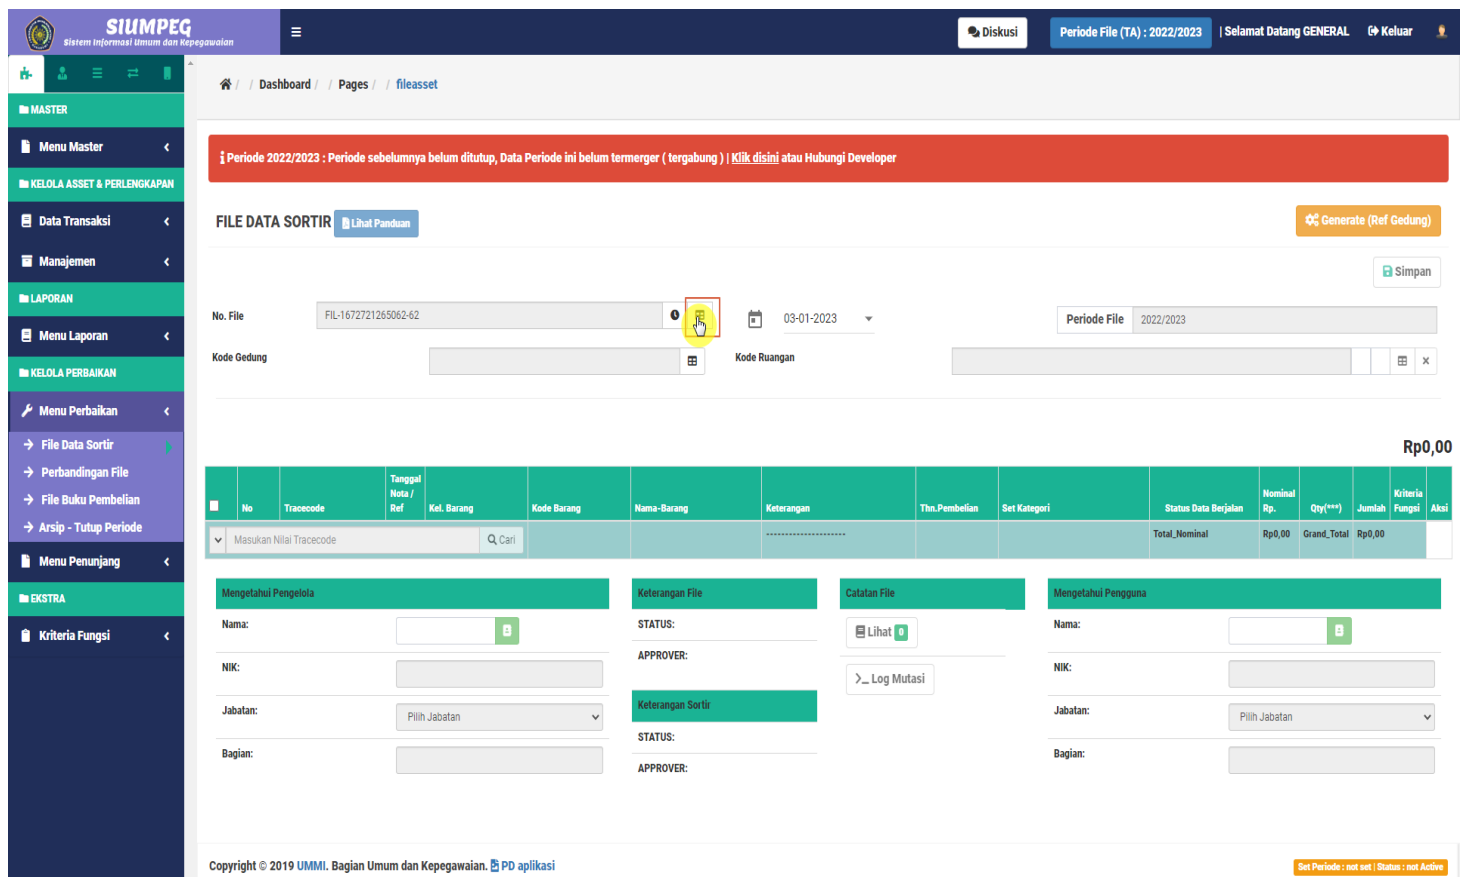 SIUMPEG
Sistem Informasi Umum dan Kepegawaian
Diskusi
Periode File (TA) : 2022/2023
| Selamat Datang GENERAL
Keluar
/ / Dashboard / / Pages / / fileasset
MASTER
Menu Master
KELOLA ASSET & PERLENGKAPAN
Data Transaksi
Manajemen
LAPORAN
Menu Laporan
KELOLA PERBAIKAN
Menu Perbaikan
File Data Sortir
Perbandingan File
File Buku Pembelian
Arsip - Tutup Periode
Menu Penunjang
EKSTRA
Kriteria Fungsi
Periode 2022/2023 : Periode sebelumnya belum ditutup, Data Periode ini belum termerger ( tergabung ) | Klik disini atau Hubungi Developer
FILE DATA SORTIR
Lihat Panduan
Generate (Ref Gedung)
Simpan
No. File
FIL-1672721265062-62
03-01-2023
Periode File
2022/2023
Kode Gedung
Kode Ruangan
Rp0,00
No
Tracecode
Tanggal
Nota /
Ref
Kel. Barang
Kode Barang
Nama-Barang
Keterangan
Thn.Pembelian
Set Kategori
Status Data Berjalan
Nominal
Rp.
Qty(***)
Jumlah
Kriteria
Fungsi
Aksi
Masukan Nilai Tracecode
Cari
---------------------
Total_Nominal
Rp0,00
Grand_Total
Rp0,00
Mengetahui Pengelola
Nama:
NIK:
Jabatan:
Pilih Jabatan
Bagian:
Keterangan File
STATUS:
APPROVER:
Keterangan Sortir
STATUS:
APPROVER:
Catatan File
Lihat 0
Log Mutasi
Mengetahui Pengguna
Nama:
NIK:
Jabatan:
Pilih Jabatan
Bagian:
Copyright © 2019 UMMI. Bagian Umum dan Kepegawaian. PD aplikasi
Set Periode : not set | Status : not Active